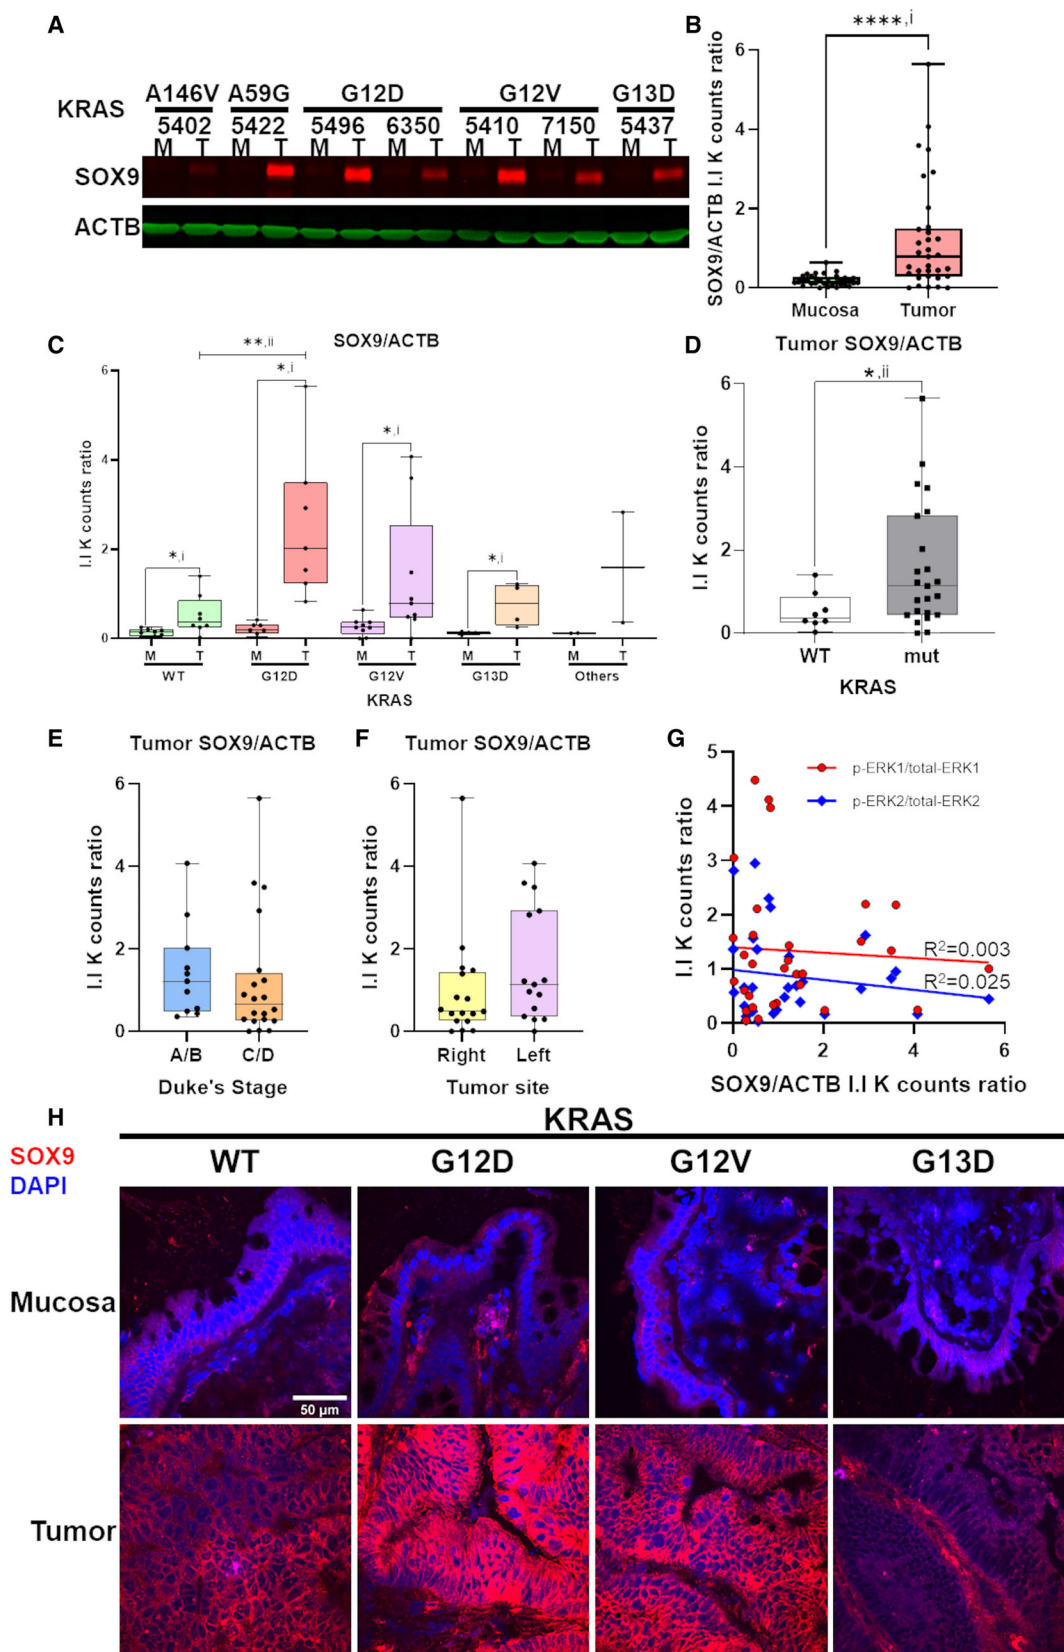 A
KRAS
A146V A59G G12D G12V G13D
5402 5422 5496 6350 5410 7150 5437
M T M T M T M T M T M T M T
SOX9
ACTB
B
****,i
SOX9/ACTB I.I K counts ratio
6
4
2
0
Mucosa Tumor
C
SOX9/ACTB
**,ii
*,i
*,i
*,i
*,i
I.I K counts ratio
6
4
2
0
M T M T M T M T M T
WT G12D G12V G13D Others
KRAS
D
Tumor SOX9/ACTB
*,ii
I.I K counts ratio
6
4
2
0
WT mut
KRAS
E
Tumor SOX9/ACTB
I.I K counts ratio
6
4
2
0
A/B C/D
Duke's Stage
F
Tumor SOX9/ACTB
I.I K counts ratio
6
4
2
0
Right Left
Tumor site
G
p-ERK1/total-ERK1
p-ERK2/total-ERK2
I.I K counts ratio
5
4
3
2
1
0
R²=0.003
R²=0.025
0 2 4 6
SOX9/ACTB I.I K counts ratio
H
KRAS
SOX9
DAPI
WT G12D G12V G13D
Mucosa
50 µm
Tumor